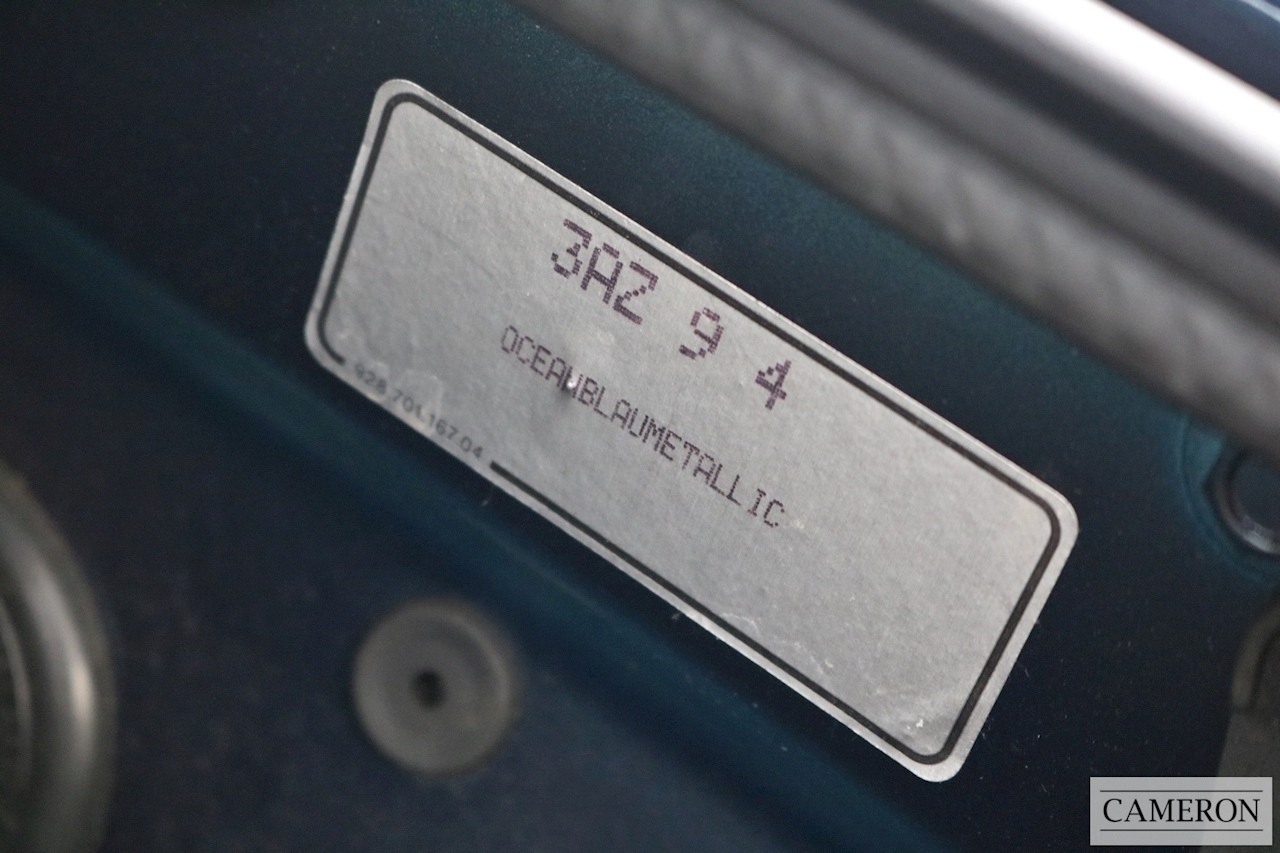 3AZ 9 4
OCEANBLAUMETALLIC
928.701.167.04
CAMERON